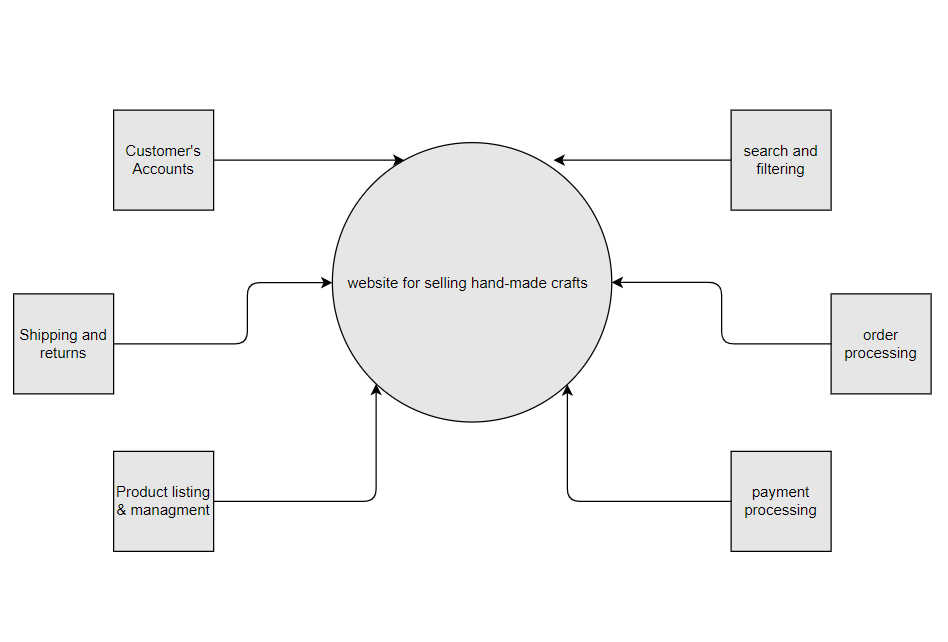 Customer's
Accounts
search and
filtering
website for selling hand-made crafts
Shipping and
returns
order
processing
Product listing
& managment
payment
processing